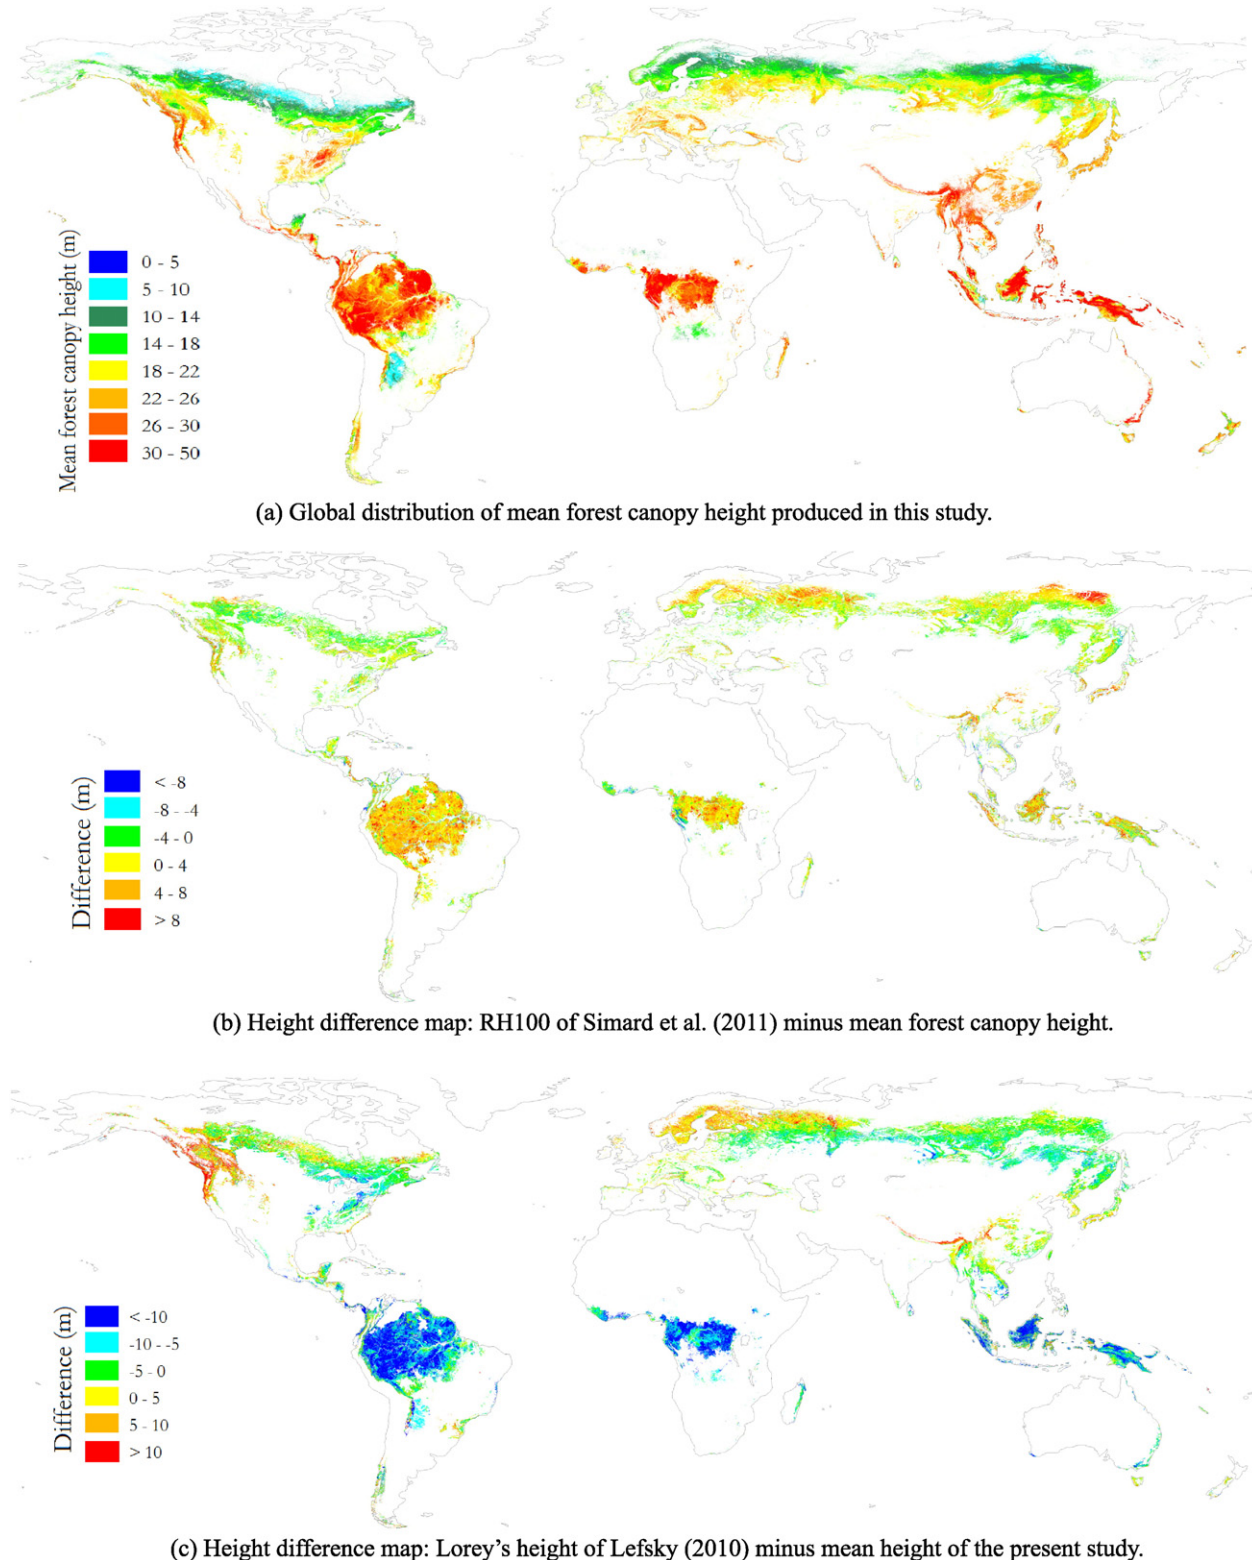 Mean forest canopy height (m)
0 - 5
5 - 10
10 - 14
14 - 18
18 - 22
22 - 26
26 - 30
30 - 50
(a) Global distribution of mean forest canopy height produced in this study.
Difference (m)
< -8
-8 - -4
-4 - 0
0 - 4
4 - 8
> 8
(b) Height difference map: RH100 of Simard et al. (2011) minus mean forest canopy height.
Difference (m)
< -10
-10 - -5
-5 - 0
0 - 5
5 - 10
> 10
(c) Height difference map: Lorey's height of Lefsky (2010) minus mean height of the present study.